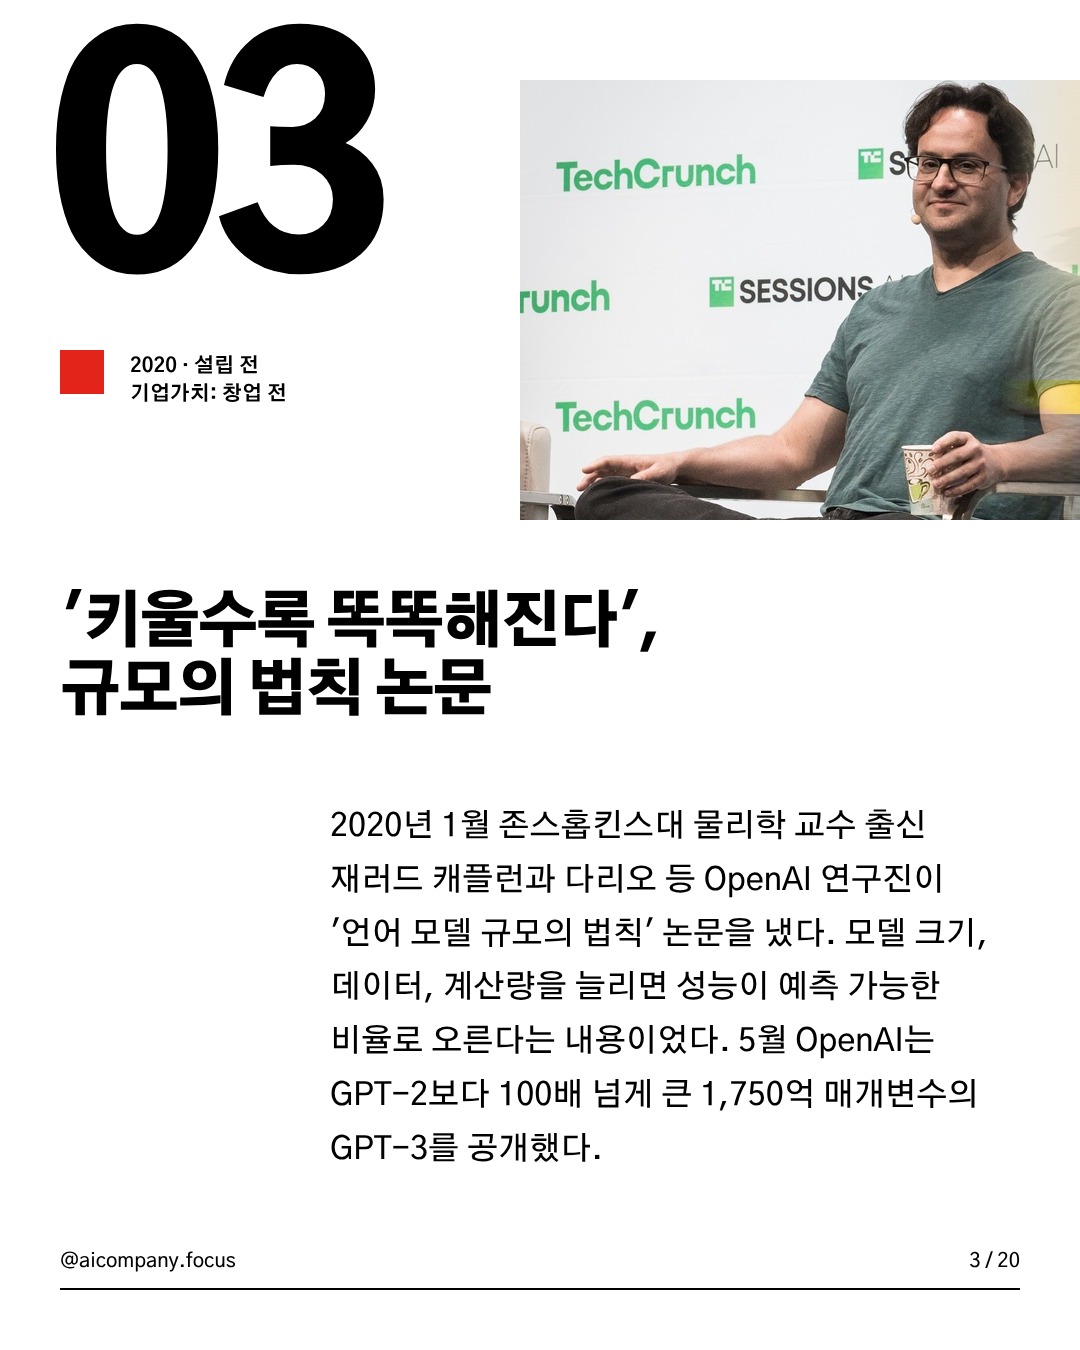 03
TechCrunch
S
AI
runch
SESSIONS
TechCrunch
2020 · 설립 전
기업가치: 창업 전
'키울수록 똑똑해진다',
규모의 법칙 논문
2020년 1월 존스홉킨스대 물리학 교수 출신
재러드 캐플런과 다리오 등 OpenAI 연구진이
'언어 모델 규모의 법칙' 논문을 냈다. 모델 크기,
데이터, 계산량을 늘리면 성능이 예측 가능한
비율로 오른다는 내용이었다. 5월 OpenAI는
GPT-2보다 100배 넘게 큰 1,750억 매개변수의
GPT-3를 공개했다.
@aicompany.focus
3 / 20